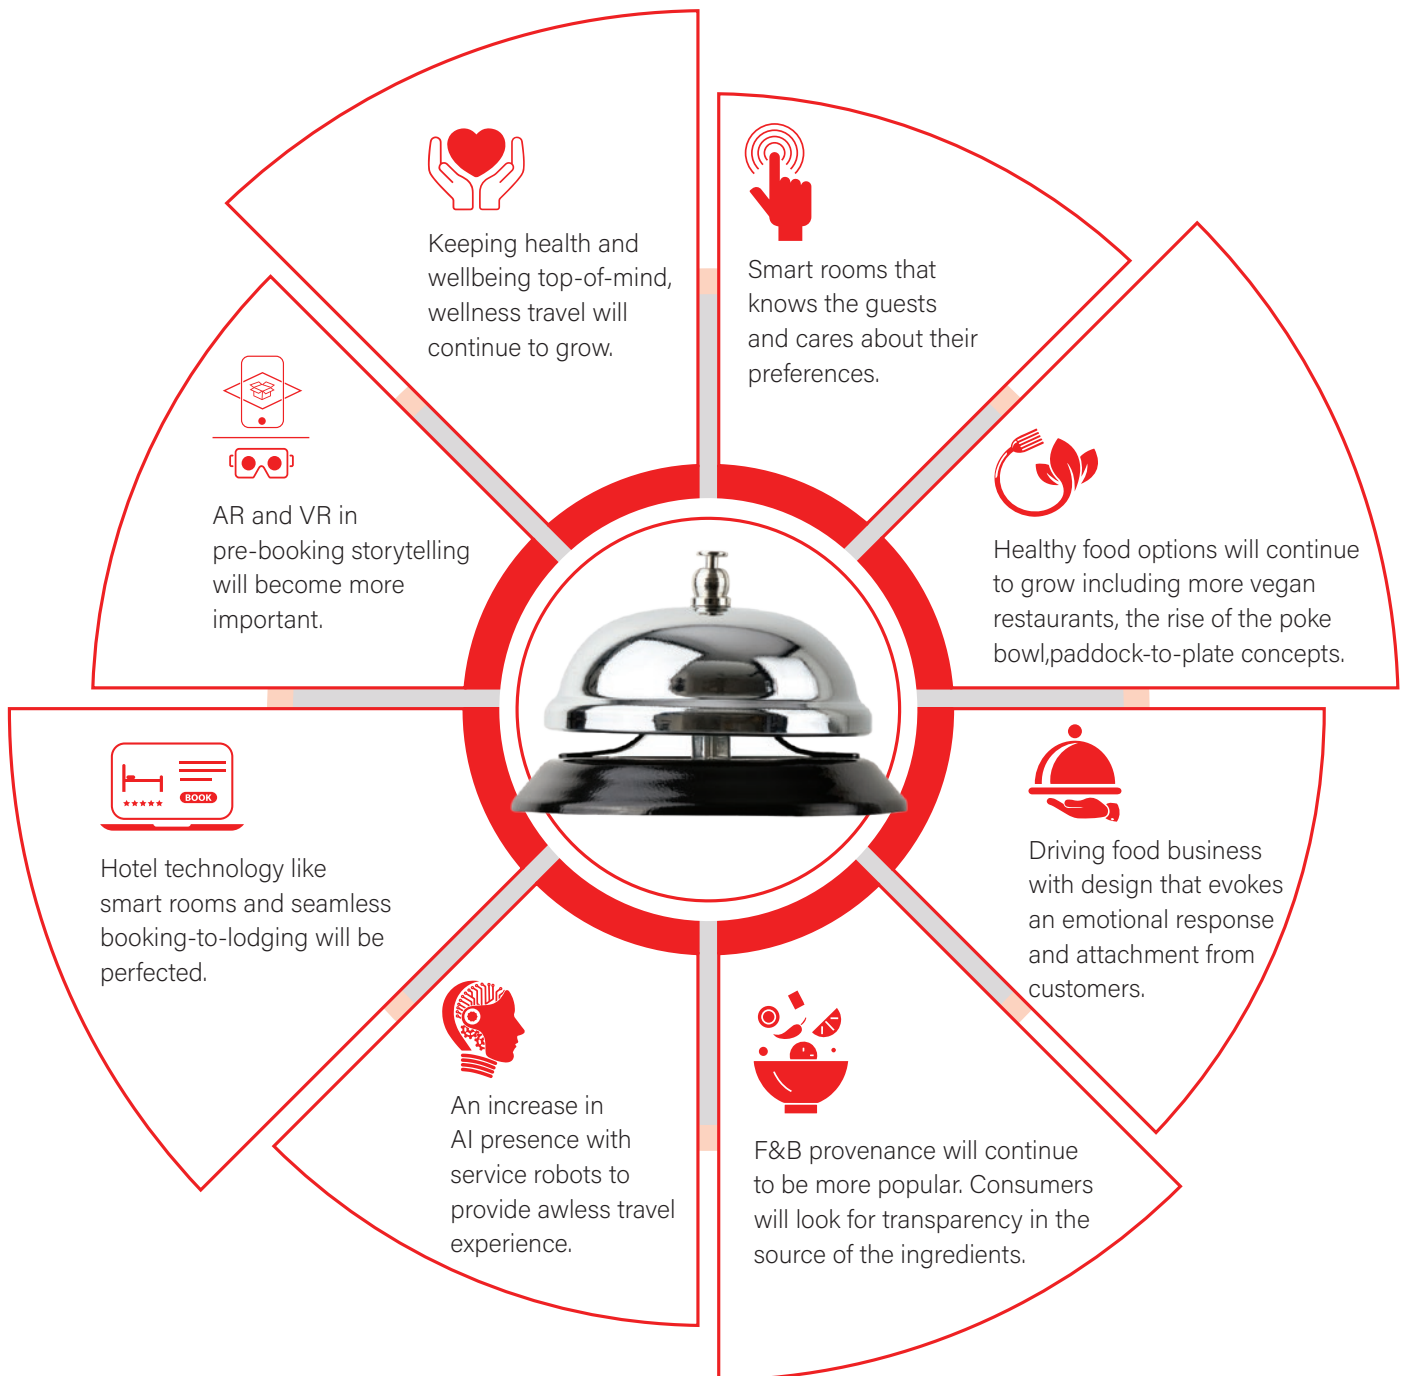 Keeping health and
wellbeing top-of-mind,
wellness travel will
continue to grow.
Smart rooms that
knows the guests
and cares about their
preferences.
Healthy food options will continue
to grow including more vegan
restaurants, the rise of the poke
bowl,paddock-to-plate concepts.
Driving food business
with design that evokes
an emotional response
and attachment from
customers.
F&B provenance will continue
to be more popular. Consumers
will look for transparency in the
source of the ingredients.
An increase in
AI presence with
service robots to
provide awless travel
experience.
BOOK
Hotel technology like
smart rooms and seamless
booking-to-lodging will be
perfected.
AR and VR in
pre-booking storytelling
will become more
important.